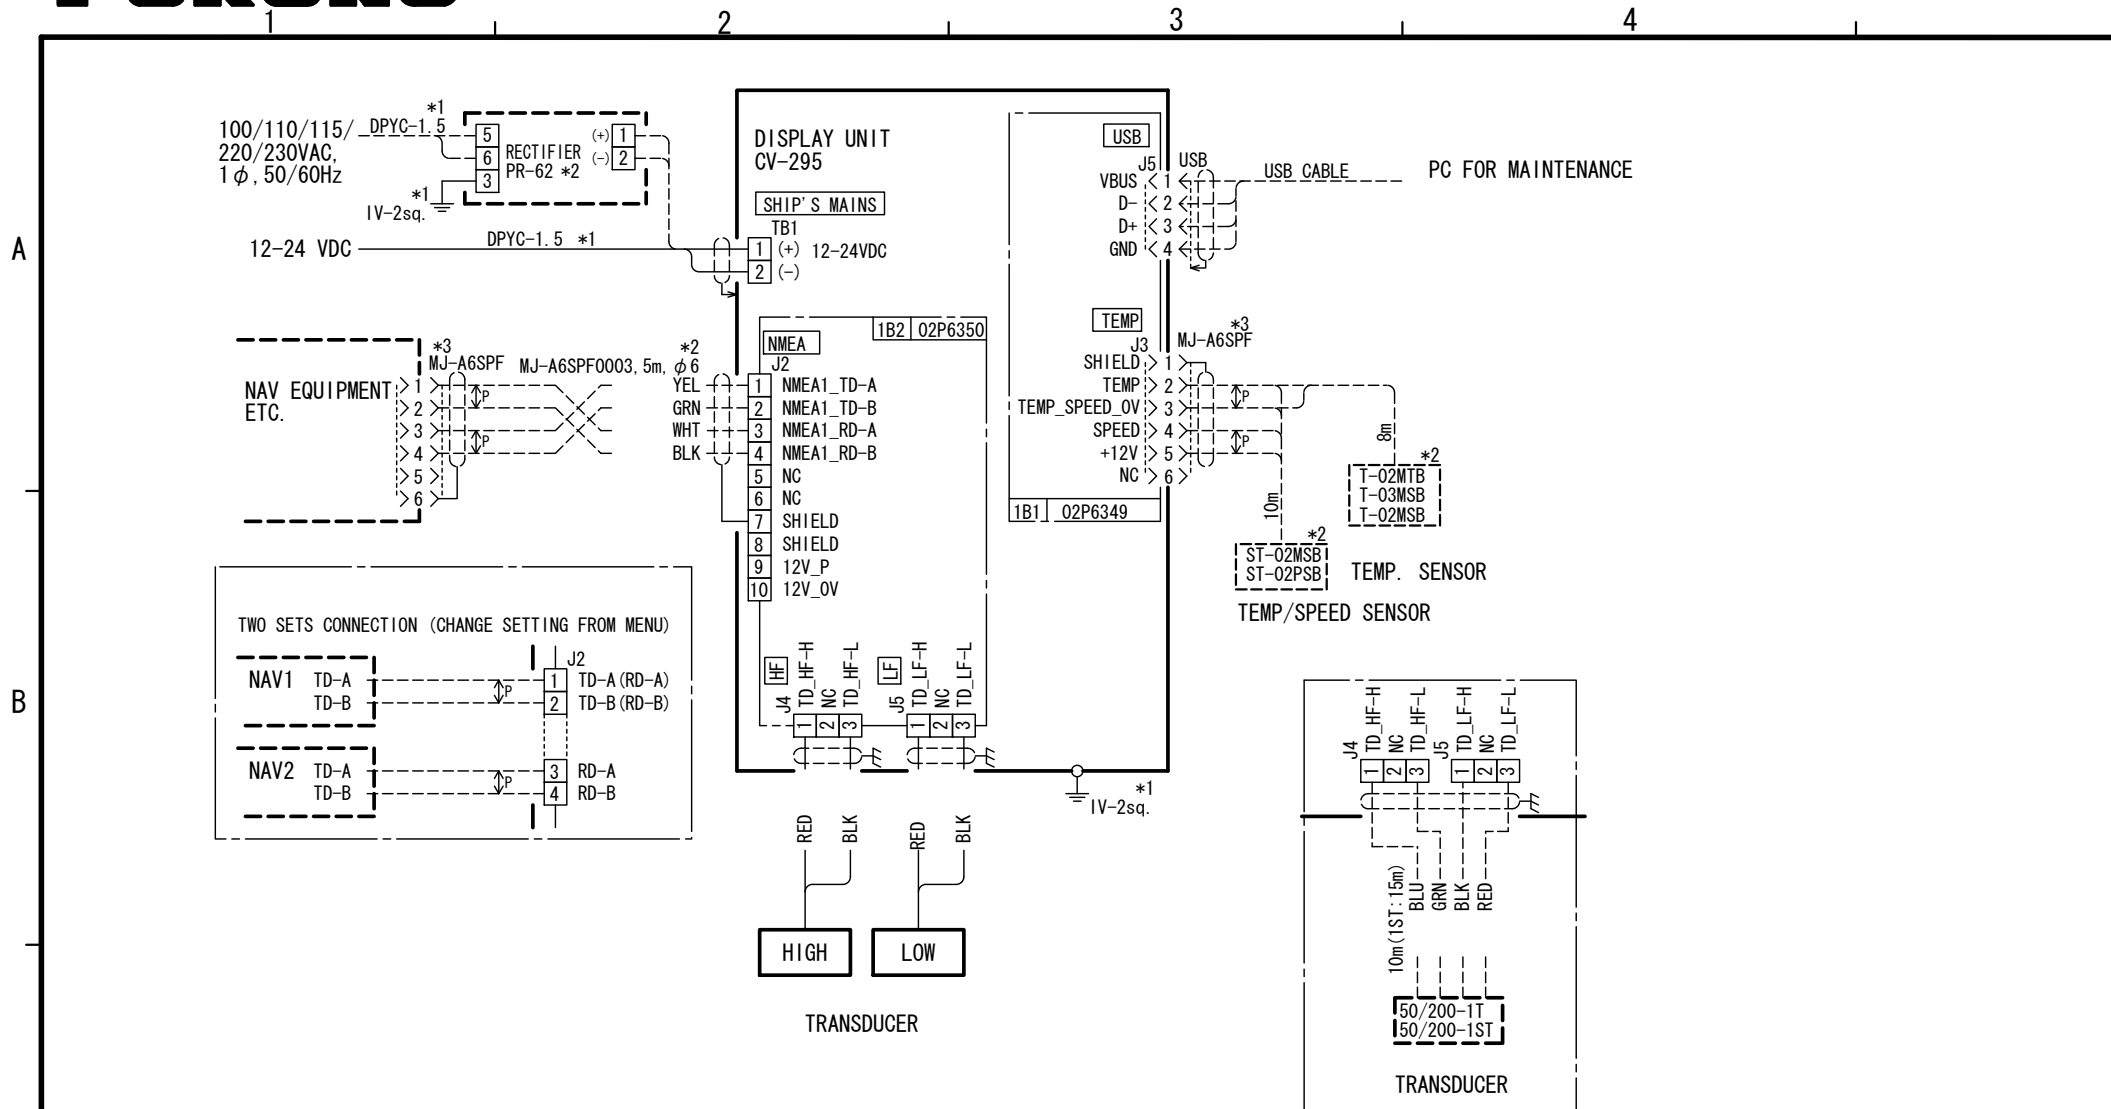 1
2
3
4
A
B
100/110/115/
220/230VAC,
1φ, 50/60Hz
*1
DPYC-1.5
5
6
3
RECTIFIER
PR-62 *2
(+) 1
(-) 2
*1
IV-2sq.
12-24 VDC
DPYC-1.5 *1
DISPLAY UNIT
CV-295
SHIP'S MAINS
TB1
1 (+) 12-24VDC
2 (-)
USB
J5 USB
VBUS 1
D- 2
D+ 3
GND 4
USB CABLE
PC FOR MAINTENANCE
NAV EQUIPMENT
ETC.
*3
MJ-A6SPF
1
2
3
4
5
6
P
P
MJ-A6SPF0003, 5m, φ6
*2
YEL
GRN
WHT
BLK
1B2 02P6350
NMEA
J2
1 NMEA1_TD-A
2 NMEA1_TD-B
3 NMEA1_RD-A
4 NMEA1_RD-B
5 NC
6 NC
7 SHIELD
8 SHIELD
9 12V_P
10 12V_0V
TEMP
*3
J3 MJ-A6SPF
SHIELD 1
TEMP 2
TEMP_SPEED_0V 3
SPEED 4
+12V 5
NC 6
P
P
1B1 02P6349
8m
*2
T-02MTB
T-03MSB
T-02MSB
TEMP. SENSOR
10m
*2
ST-02MSB
ST-02PSB
TEMP/SPEED SENSOR
TWO SETS CONNECTION (CHANGE SETTING FROM MENU)
J2
NAV1 TD-A P 1 TD-A(RD-A)
TD-B 2 TD-B(RD-B)
NAV2 TD-A P 3 RD-A
TD-B 4 RD-B
HF
J4
TD_HF-H
NC
TD_HF-L
1 2 3
LF
J5
TD_LF-H
NC
TD_LF-L
1 2 3
*1
IV-2sq.
RED
BLK
RED
BLK
HIGH
LOW
TRANSDUCER
J4
TD_HF-H
NC
TD_HF-L
1 2 3
J5
TD_LF-H
NC
TD_LF-L
1 2 3
10m(1ST:15m)
BLU
GRN
BLK
RED
50/200-1T
50/200-1ST
TRANSDUCER